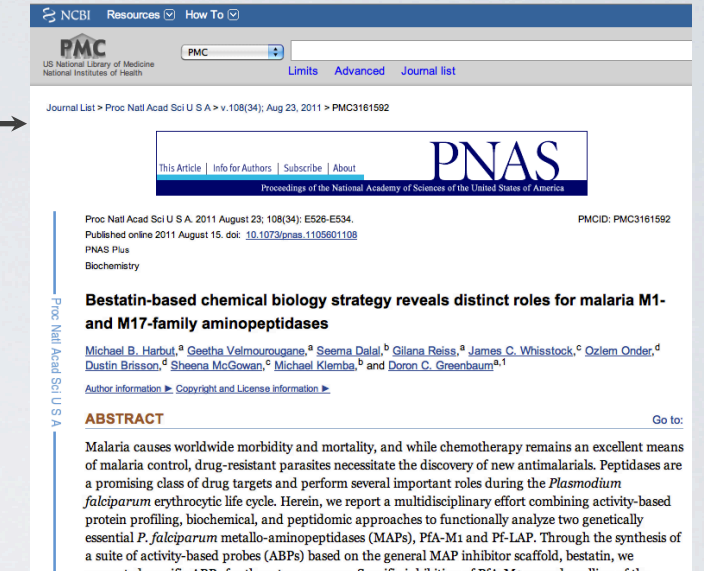 NCBI Resources How To
PMC
US National Library of Medicine
National Institutes of Health
PMC
Limits Advanced Journal list
Journal List > Proc Natl Acad Sci U S A > v.108(34); Aug 23, 2011 > PMC3161592
This Article | Info for Authors | Subscribe | About
PNAS
Proceedings of the National Academy of Sciences of the United States of America
Proc Natl Acad Sci U S A. 2011 August 23; 108(34): E526-E534. PMCID: PMC3161592
Published online 2011 August 15. doi: 10.1073/pnas.1105601108
PNAS Plus
Biochemistry
Proc Natl Acad Sci U S A
Bestatin-based chemical biology strategy reveals distinct roles for malaria M1-
and M17-family aminopeptidases
Michael B. Harbut,a Geetha Velmourougane,a Seema Dalal,b Gilana Reiss,a James C. Whisstock,c Ozlem Onder,d
Dustin Brisson,d Sheena McGowan,c Michael Klemba,b and Doron C. Greenbauma,1
Author information ► Copyright and License information ►
ABSTRACT Go to:
Malaria causes worldwide morbidity and mortality, and while chemotherapy remains an excellent means
of malaria control, drug-resistant parasites necessitate the discovery of new antimalarials. Peptidases are
a promising class of drug targets and perform several important roles during the Plasmodium
falciparum erythrocytic life cycle. Herein, we report a multidisciplinary effort combining activity-based
protein profiling, biochemical, and peptidomic approaches to functionally analyze two genetically
essential P. falciparum metallo-aminopeptidases (MAPs), PfA-M1 and Pf-LAP. Through the synthesis of
a suite of activity-based probes (ABPs) based on the general MAP inhibitor scaffold, bestatin, we